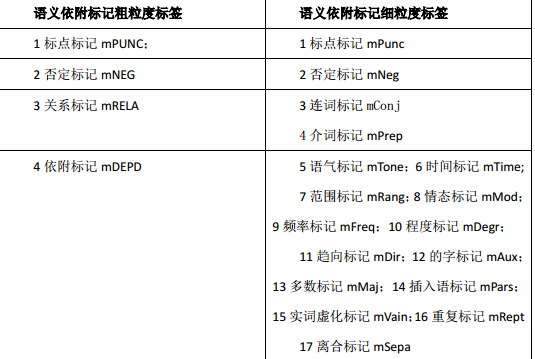 语义依附标记粗粒度标签 语义依附标记细粒度标签
1 标点标记 mPUNC； 1 标点标记 mPunc
2 否定标记 mNEG 2 否定标记 mNeg
3 关系标记 mRELA 3 连词标记 mConj
4 介词标记 mPrep
4 依附标记 mDEPD 5 语气标记 mTone；6 时间标记 mTime;
7 范围标记 mRang；8 情态标记 mMod；
9 频率标记 mFreq；10 程度标记 mDegr；
11 趋向标记 mDir；12 的字标记 mAux；
13 多数标记 mMaj；14 插入语标记 mPars；
15 实词虚化标记 mVain；16 重复标记 mRept
17 离合标记 mSepa